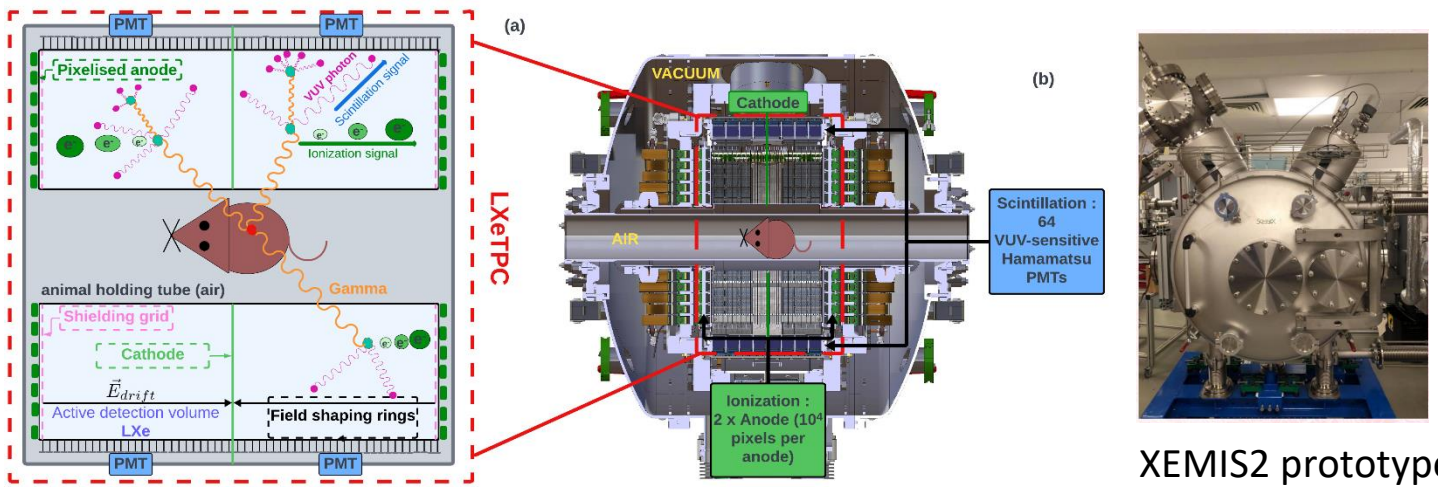 PMT
PMT
(a)
Pixelised anode
VUV photon
Scintillation signal
e⁻
e⁻
e⁻
e⁻
e⁻
e⁻
Ionization signal
animal holding tube (air)
Gamma
Shielding grid
Cathode
e⁻
e⁻
e⁻
E⃗drift
Active detection volume
LXe
Field shaping rings
PMT
PMT
LXeTPC
(b)
VACUUM
Cathode
AIR
Scintillation :
64
VUV-sensitive
Hamamatsu
PMTs
Ionization :
2 x Anode (10⁴
pixels per
anode)
XEMIS2 prototype